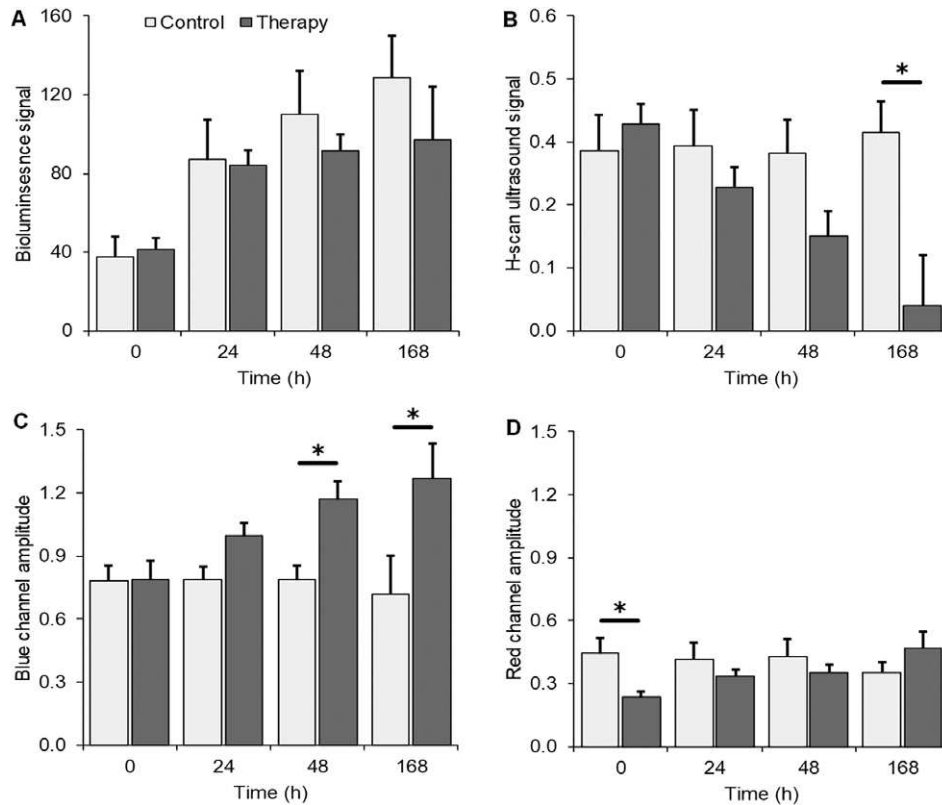 A
Control Therapy
Bioluminsesence signal
160
120
80
40
0
0 24 48 168
Time (h)
B
H-scan ultrasound signal
0.6
0.5
0.4
0.2
0.1
0.0
*
0 24 48 168
Time (h)
C
Blue channel amplitude
1.5
1.2
0.9
0.6
0.3
0.0
*
*
0 24 48 168
Time (h)
D
Red channel amplitude
1.5
1.2
0.9
0.6
0.3
0.0
*
0 24 48 168
Time (h)